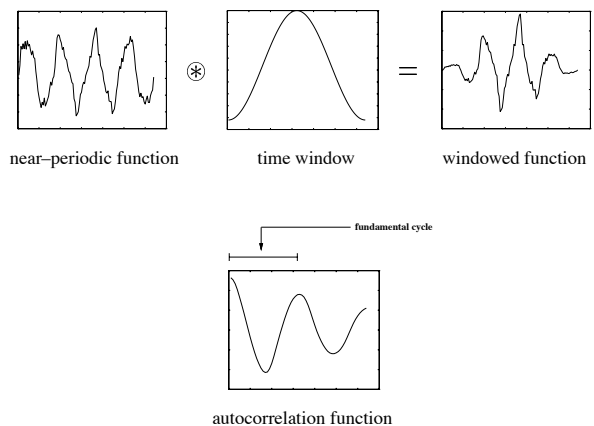 near–periodic function
time window
windowed function
fundamental cycle
autocorrelation function